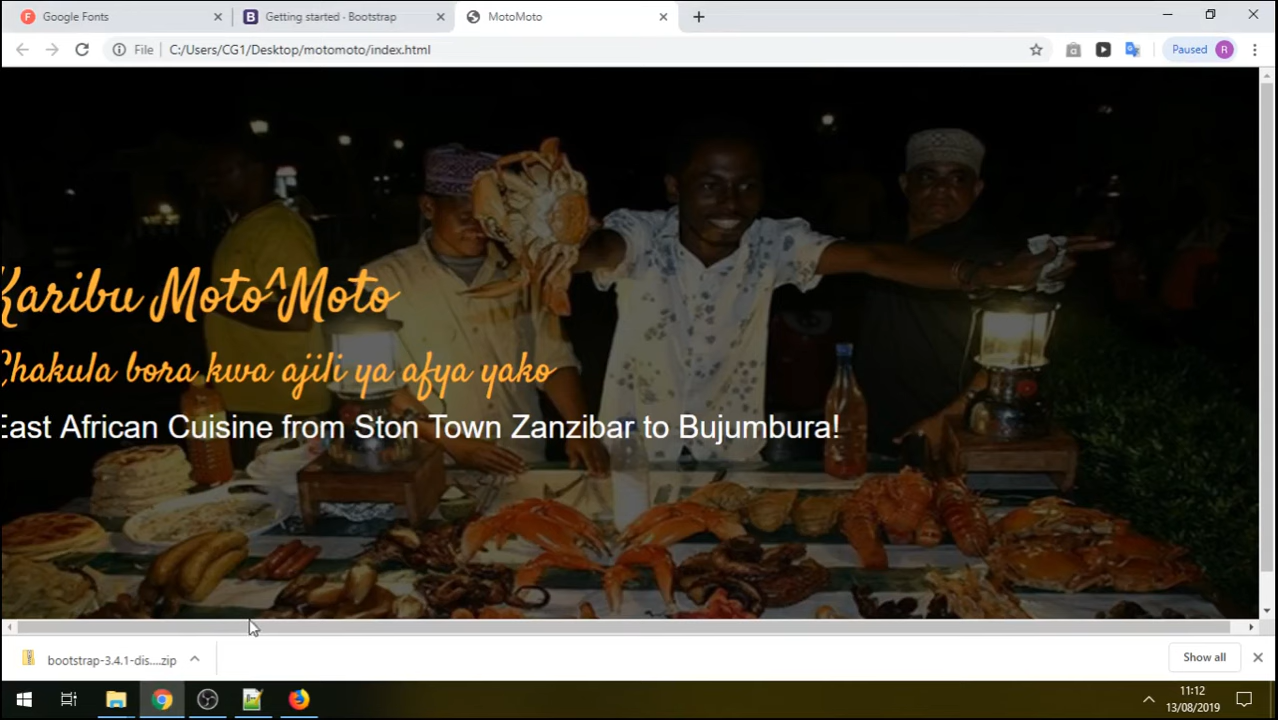 Google Fonts
Getting started - Bootstrap
MotoMoto
File
C:/Users/CG1/Desktop/motomoto/index.html
Paused
R
Karibu Moto^Moto
Chakula bora kwa ajili ya afya yako
East African Cuisine from Ston Town Zanzibar to Bujumbura!
bootstrap-3.4.1-dis....zip
Show all
11:12
13/08/2019